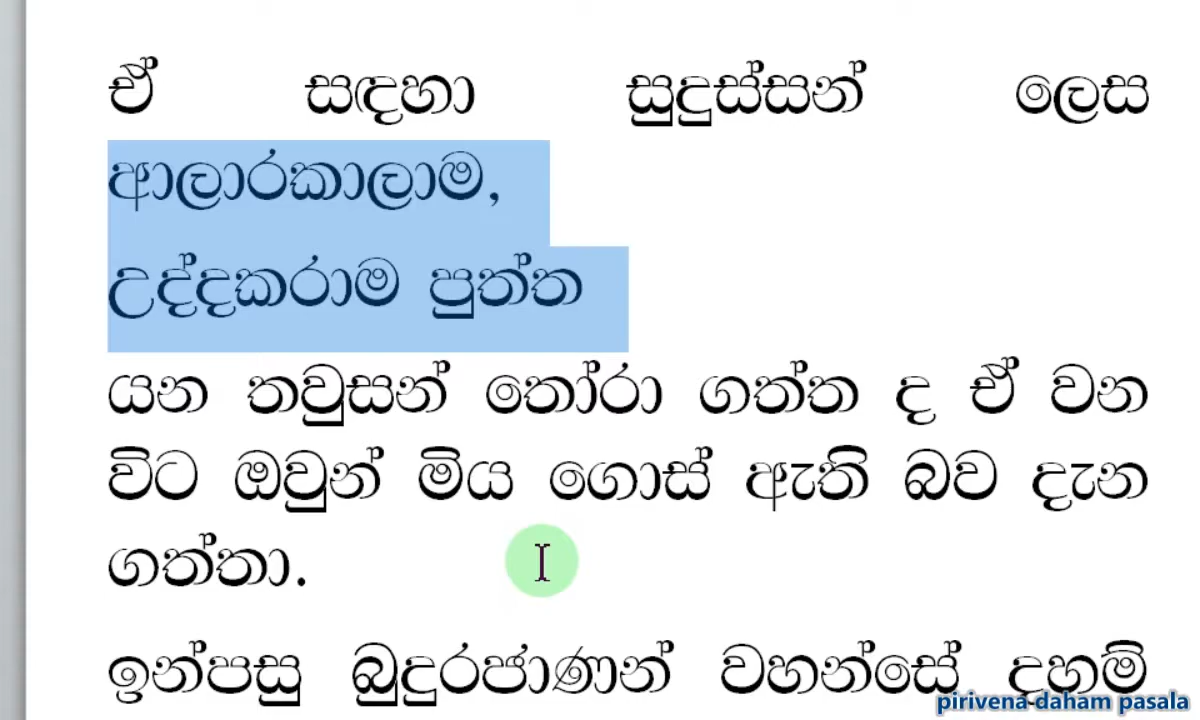 ඒ සඳහා සුදුස්සන් ලෙස
ආලාරකාලාම,
උද්දකරාම පුත්ත
යන තවුසන් තෝරා ගත්ත ද ඒ වන
විට ඔවුන් මිය ගොස් ඇති බව දැන
ගත්තා.
ඉන්පසු බුදුරජාණන් වහන්සේ දහම්
pirivena daham pasala